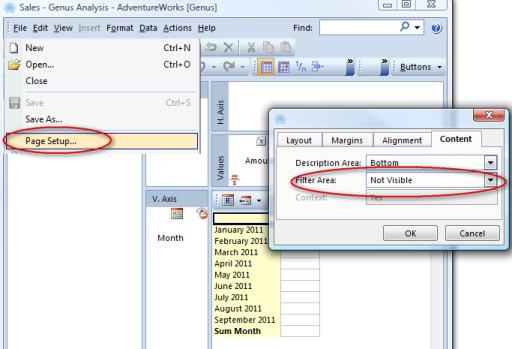 Sales - Genus Analysis - AdventureWorks [Genus]
File Edit View Insert Format Data Actions Help Find:
New Ctrl+N
Open... Ctrl+O
Close
Save Ctrl+S
Save As...
Page Setup...
Buttons
H. Axis
Values
Amou
V. Axis
Month
January 2011
February 2011
March 2011
April 2011
May 2011
June 2011
July 2011
August 2011
September 2011
Sum Month
Layout Margins Alignment Content
Description Area: Bottom
Filter Area: Not Visible
Context: Yes
OK Cancel